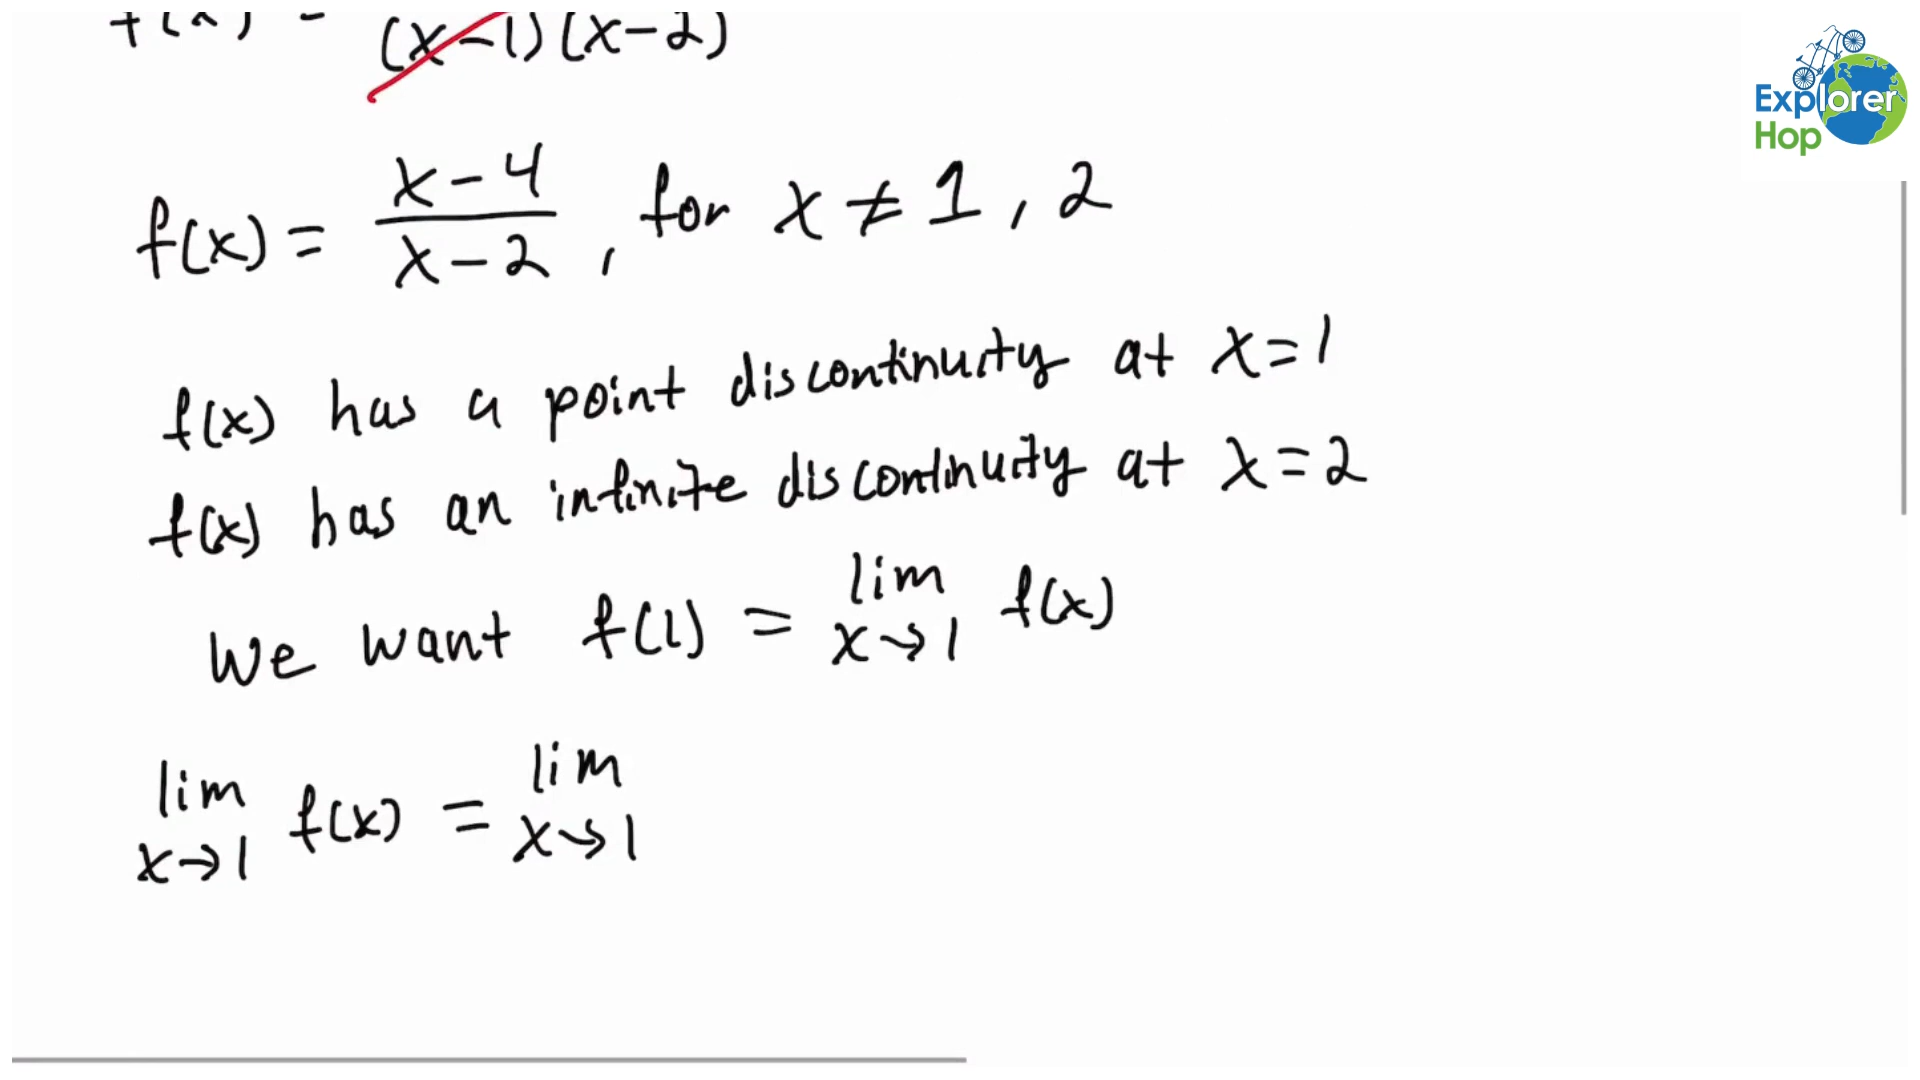 f(x) =
(x-1)(x-2)
Explorer
Hop
f(x) = x-4 / x-2 , for x ≠ 1, 2
f(x) has a point discontinuity at x=1
f(x) has an infinite discontinuity at x=2
We want f(1) = lim x→1 f(x)
lim x→1 f(x) = lim x→1